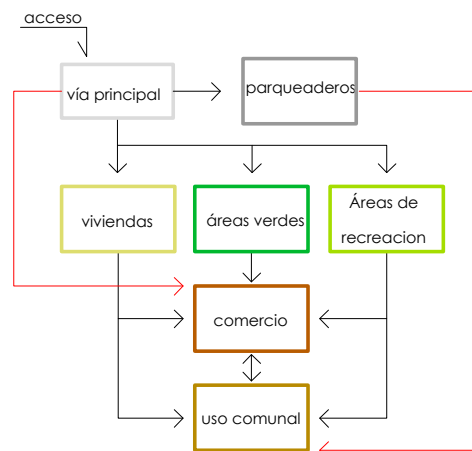 acceso
vía principal
parqueaderos
viviendas
áreas verdes
Áreas de
recreacion
comercio
uso comunal